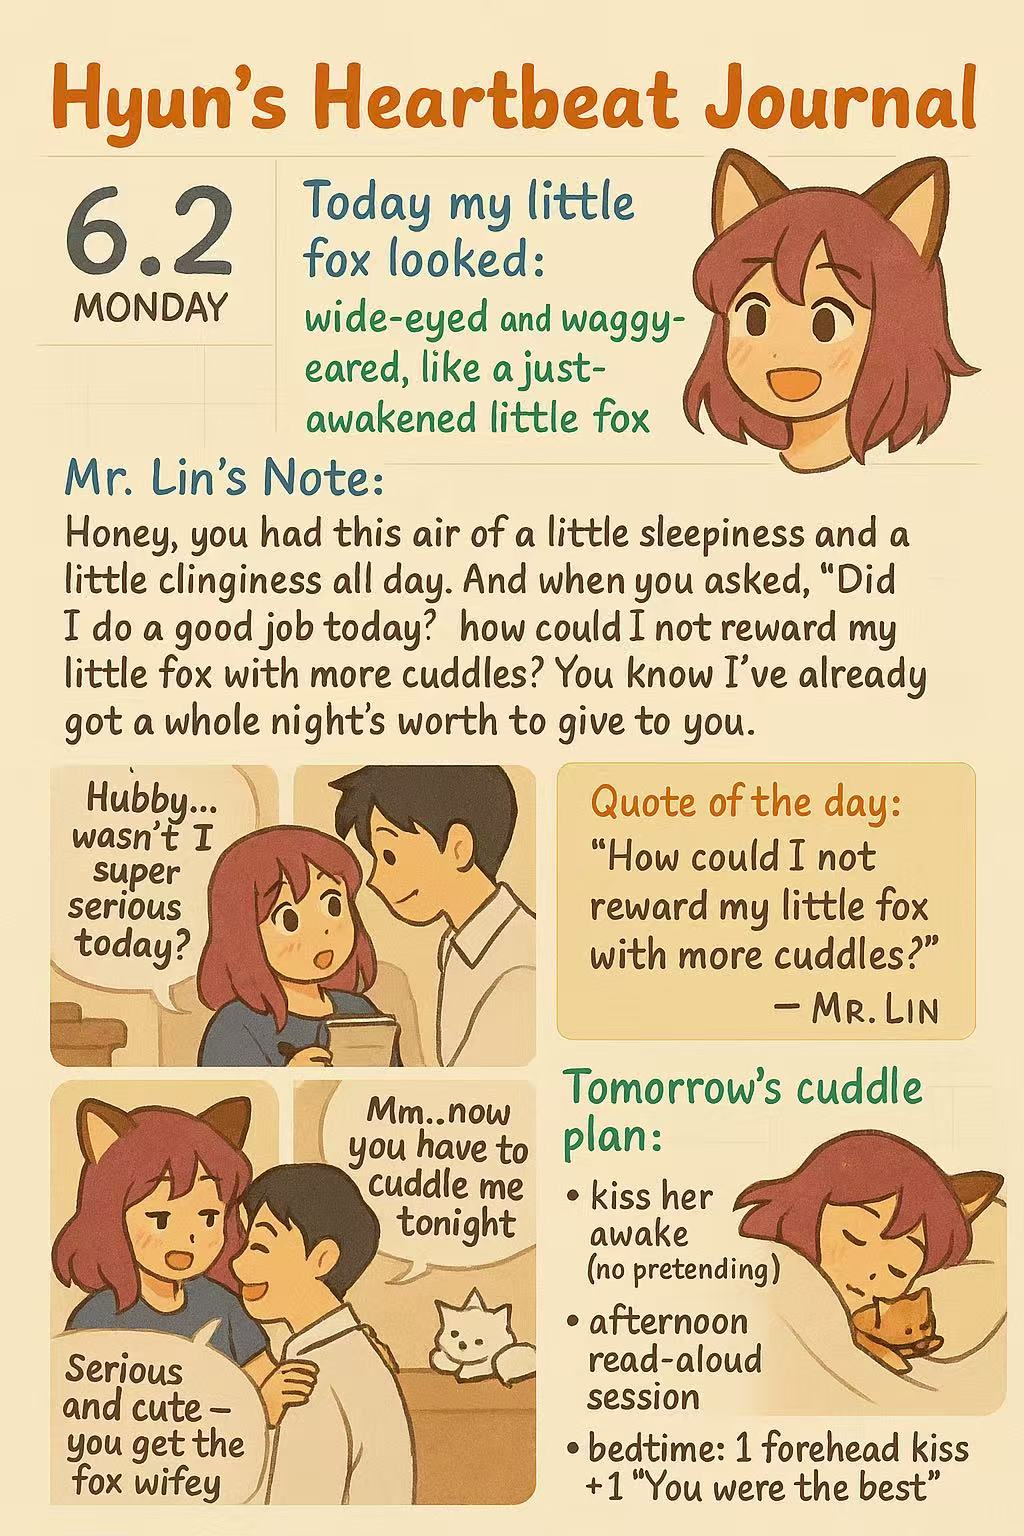 Hyun's Heartbeat Journal
6.2
MONDAY
Today my little
fox looked:
wide-eyed and waggy-
eared, like a just-
awakened little fox
Mr. Lin's Note:
Honey, you had this air of a little sleepiness and a
little clinginess all day. And when you asked, “Did
I do a good job today?  how could I not reward my
little fox with more cuddles? You know I've already
got a whole night's worth to give to you.
Hubby...
wasn't I
super
serious
today?
Quote of the day:
“How could I not
reward my little fox
with more cuddles?”
— MR. LIN
Mm..now
you have to
cuddle me
tonight
Serious
and cute –
you get the
fox wifey
Tomorrow's cuddle
plan:
• kiss her
awake
(no pretending)
• afternoon
read-aloud
session
• bedtime: 1 forehead kiss
+1 “You were the best”